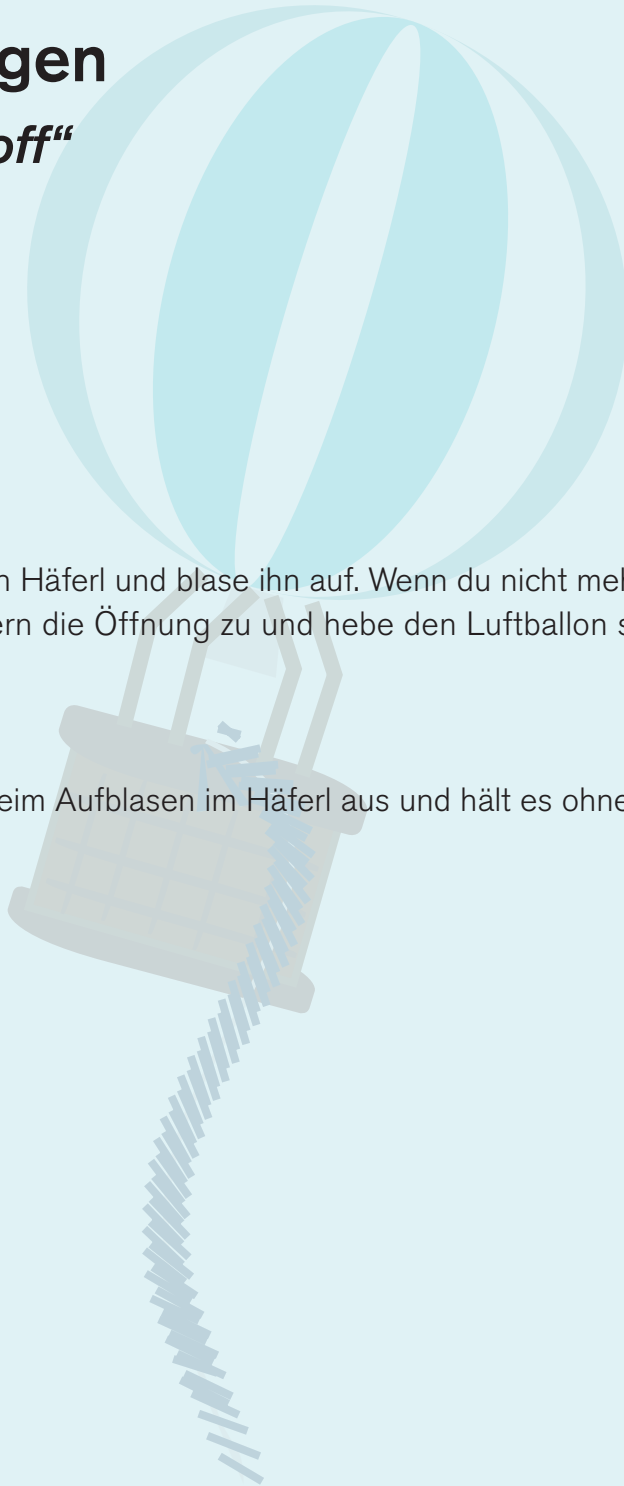 gen
off“
n Häferl und blase ihn auf. Wenn du nicht meh
ern die Öffnung zu und hebe den Luftballon s
eim Aufblasen im Häferl aus und hält es ohne